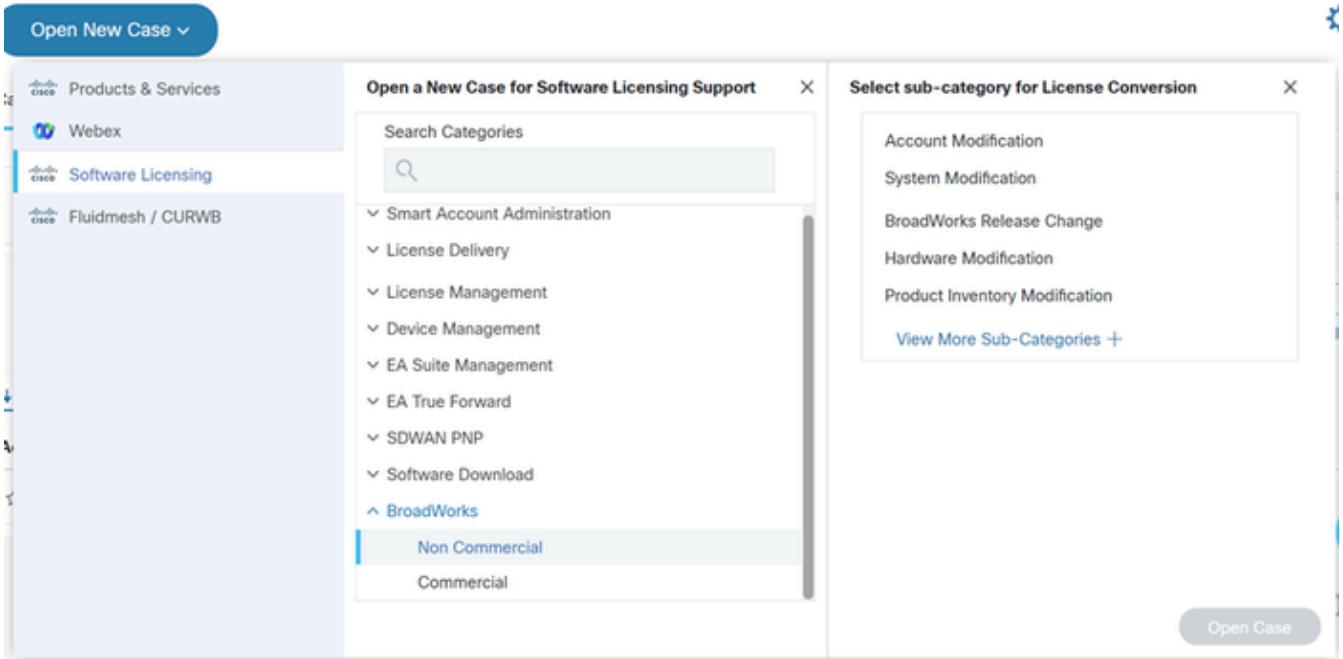 Open New Case
Products & Services
Webex
Software Licensing
Fluidmesh / CURWB
Open a New Case for Software Licensing Support
Search Categories
Smart Account Administration
License Delivery
License Management
Device Management
EA Suite Management
EA True Forward
SDWAN PNP
Software Download
BroadWorks
Non Commercial
Commercial
Select sub-category for License Conversion
Account Modification
System Modification
BroadWorks Release Change
Hardware Modification
Product Inventory Modification
View More Sub-Categories +
Open Case